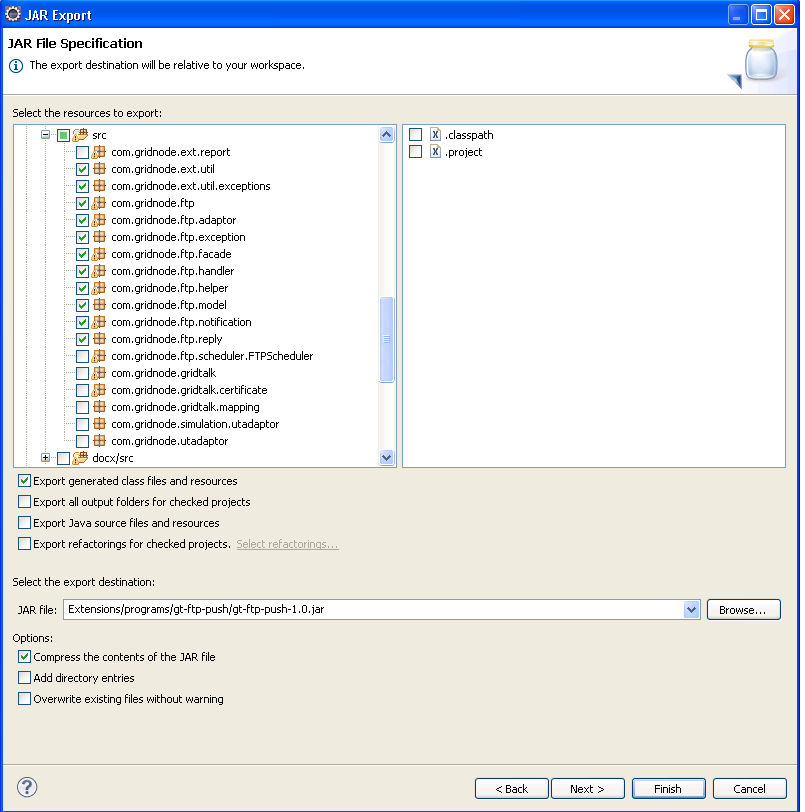 JAR Export
JAR File Specification
The export destination will be relative to your workspace.
Select the resources to export:
src
com.gridnode.ext.report
com.gridnode.ext.util
com.gridnode.ext.util.exceptions
com.gridnode.ftp
com.gridnode.ftp.adaptor
com.gridnode.ftp.exception
com.gridnode.ftp.facade
com.gridnode.ftp.handler
com.gridnode.ftp.helper
com.gridnode.ftp.model
com.gridnode.ftp.notification
com.gridnode.ftp.reply
com.gridnode.ftp.scheduler.FTPScheduler
com.gridnode.gridtalk
com.gridnode.gridtalk.certificate
com.gridnode.gridtalk.mapping
com.gridnode.simulation.utadaptor
com.gridnode.utadaptor
docx/src
.classpath
.project
Export generated class files and resources
Export all output folders for checked projects
Export Java source files and resources
Export refactorings for checked projects. Select refactorings...
Select the export destination:
JAR file: Extensions/programs/gt-ftp-push/gt-ftp-push-1.0.jar Browse...
Options:
Compress the contents of the JAR file
Add directory entries
Overwrite existing files without warning
? < Back Next > Finish Cancel